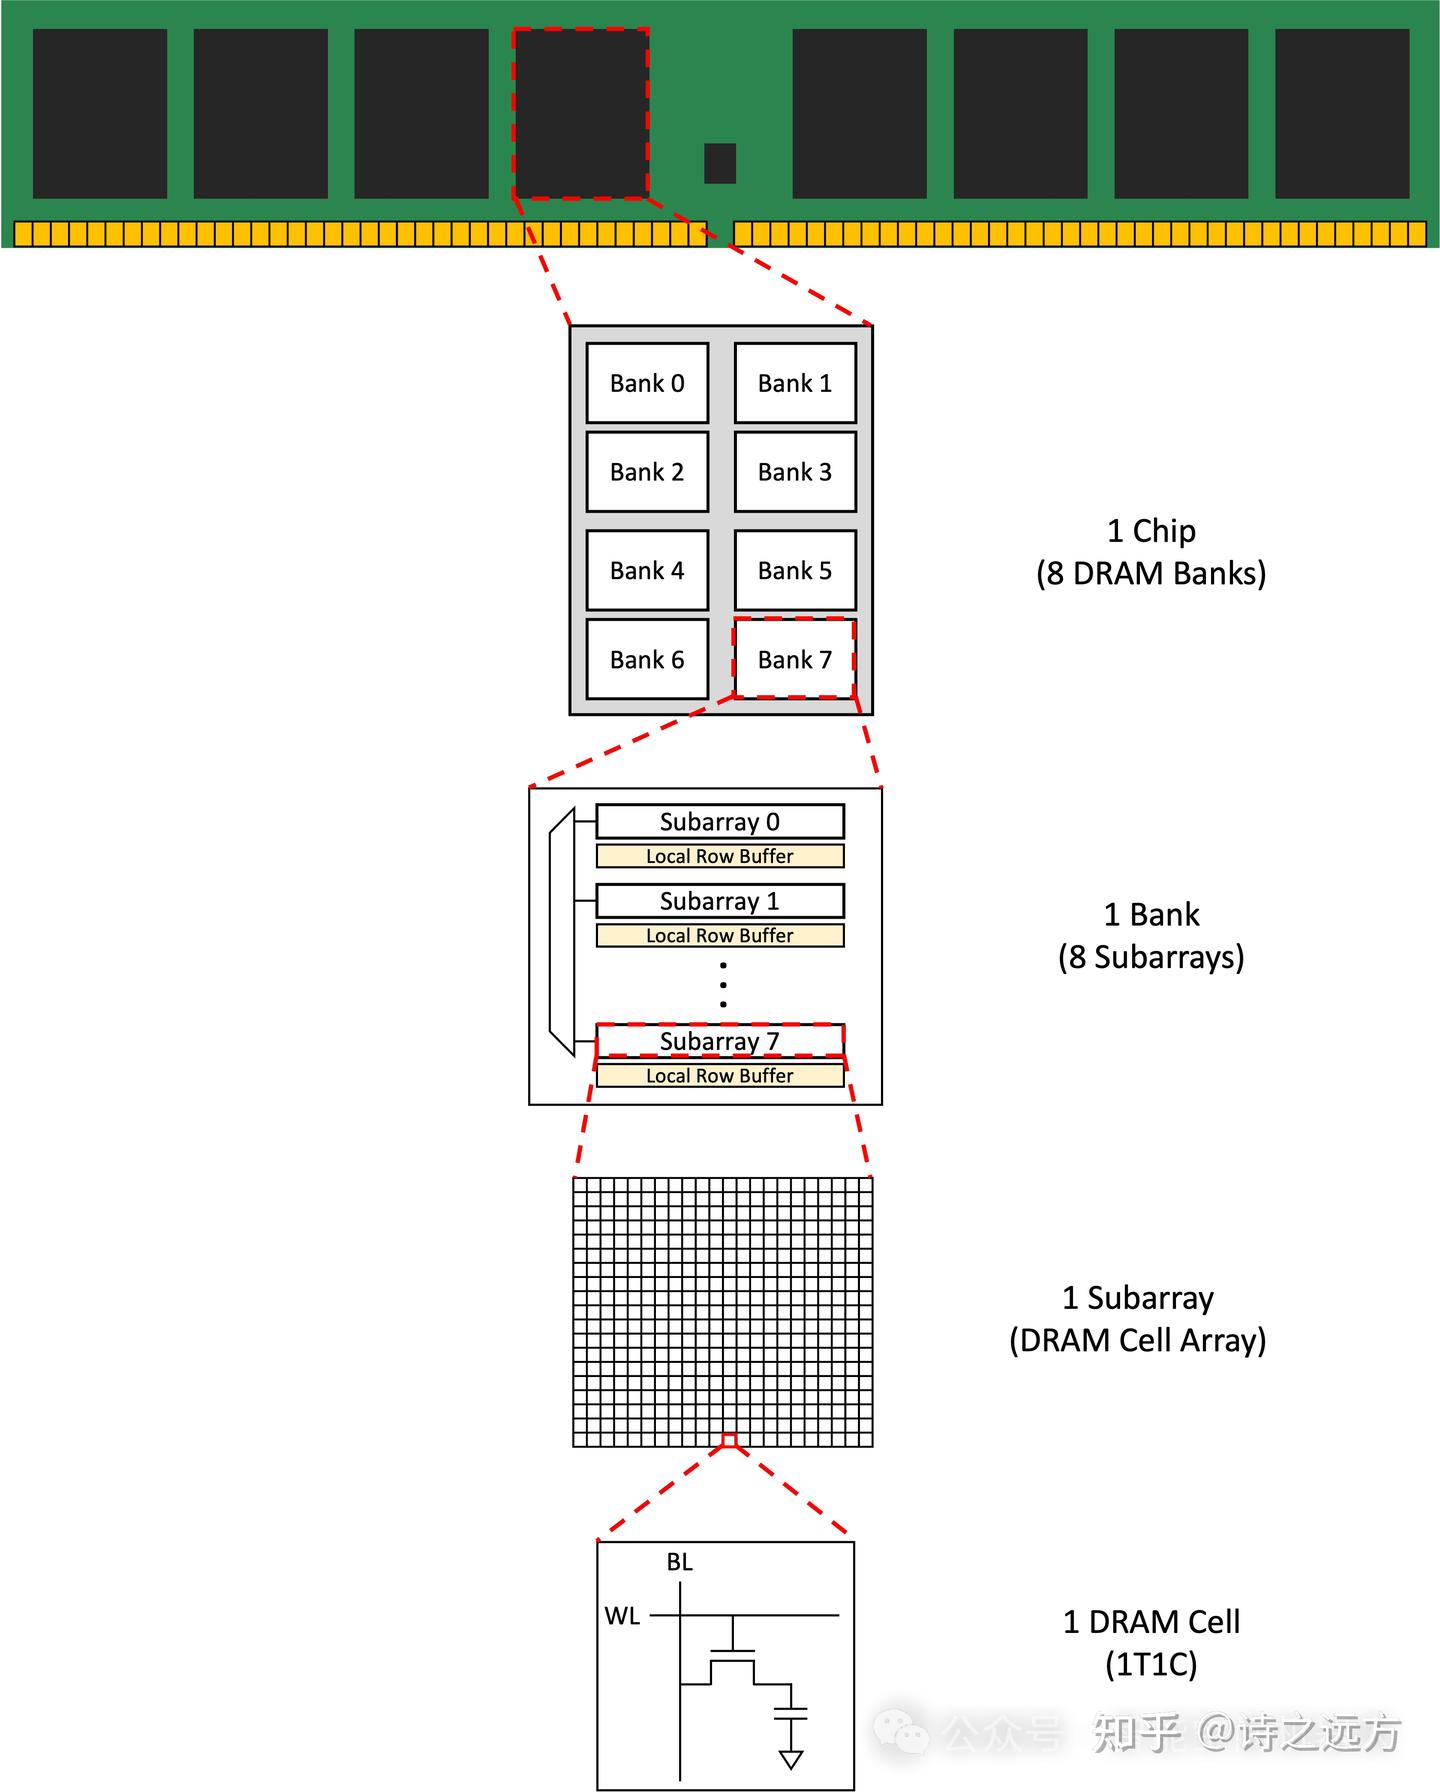 Bank 0
Bank 1
Bank 2
Bank 3
Bank 4
Bank 5
Bank 6
Bank 7
1 Chip
(8 DRAM Banks)
Subarray 0
Local Row Buffer
Subarray 1
Local Row Buffer
Subarray 7
Local Row Buffer
1 Bank
(8 Subarrays)
1 Subarray
(DRAM Cell Array)
BL
WL
1 DRAM Cell
(1T1C)
公众号
知乎 @诗之远方